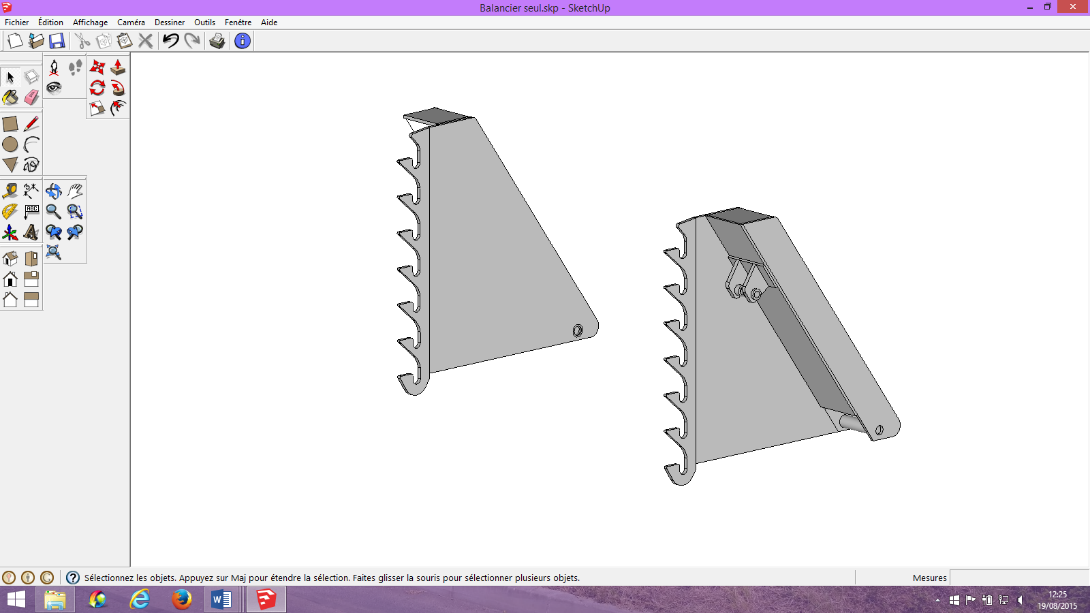 Balancier seul.skp - SketchUp
Fichier Édition Affichage Caméra Dessiner Outils Fenêtre Aide
Sélectionnez les objets. Appuyez sur Maj pour étendre la sélection. Faites glisser la souris pour sélectionner plusieurs objets.
Mesures
12:25
19/08/2015